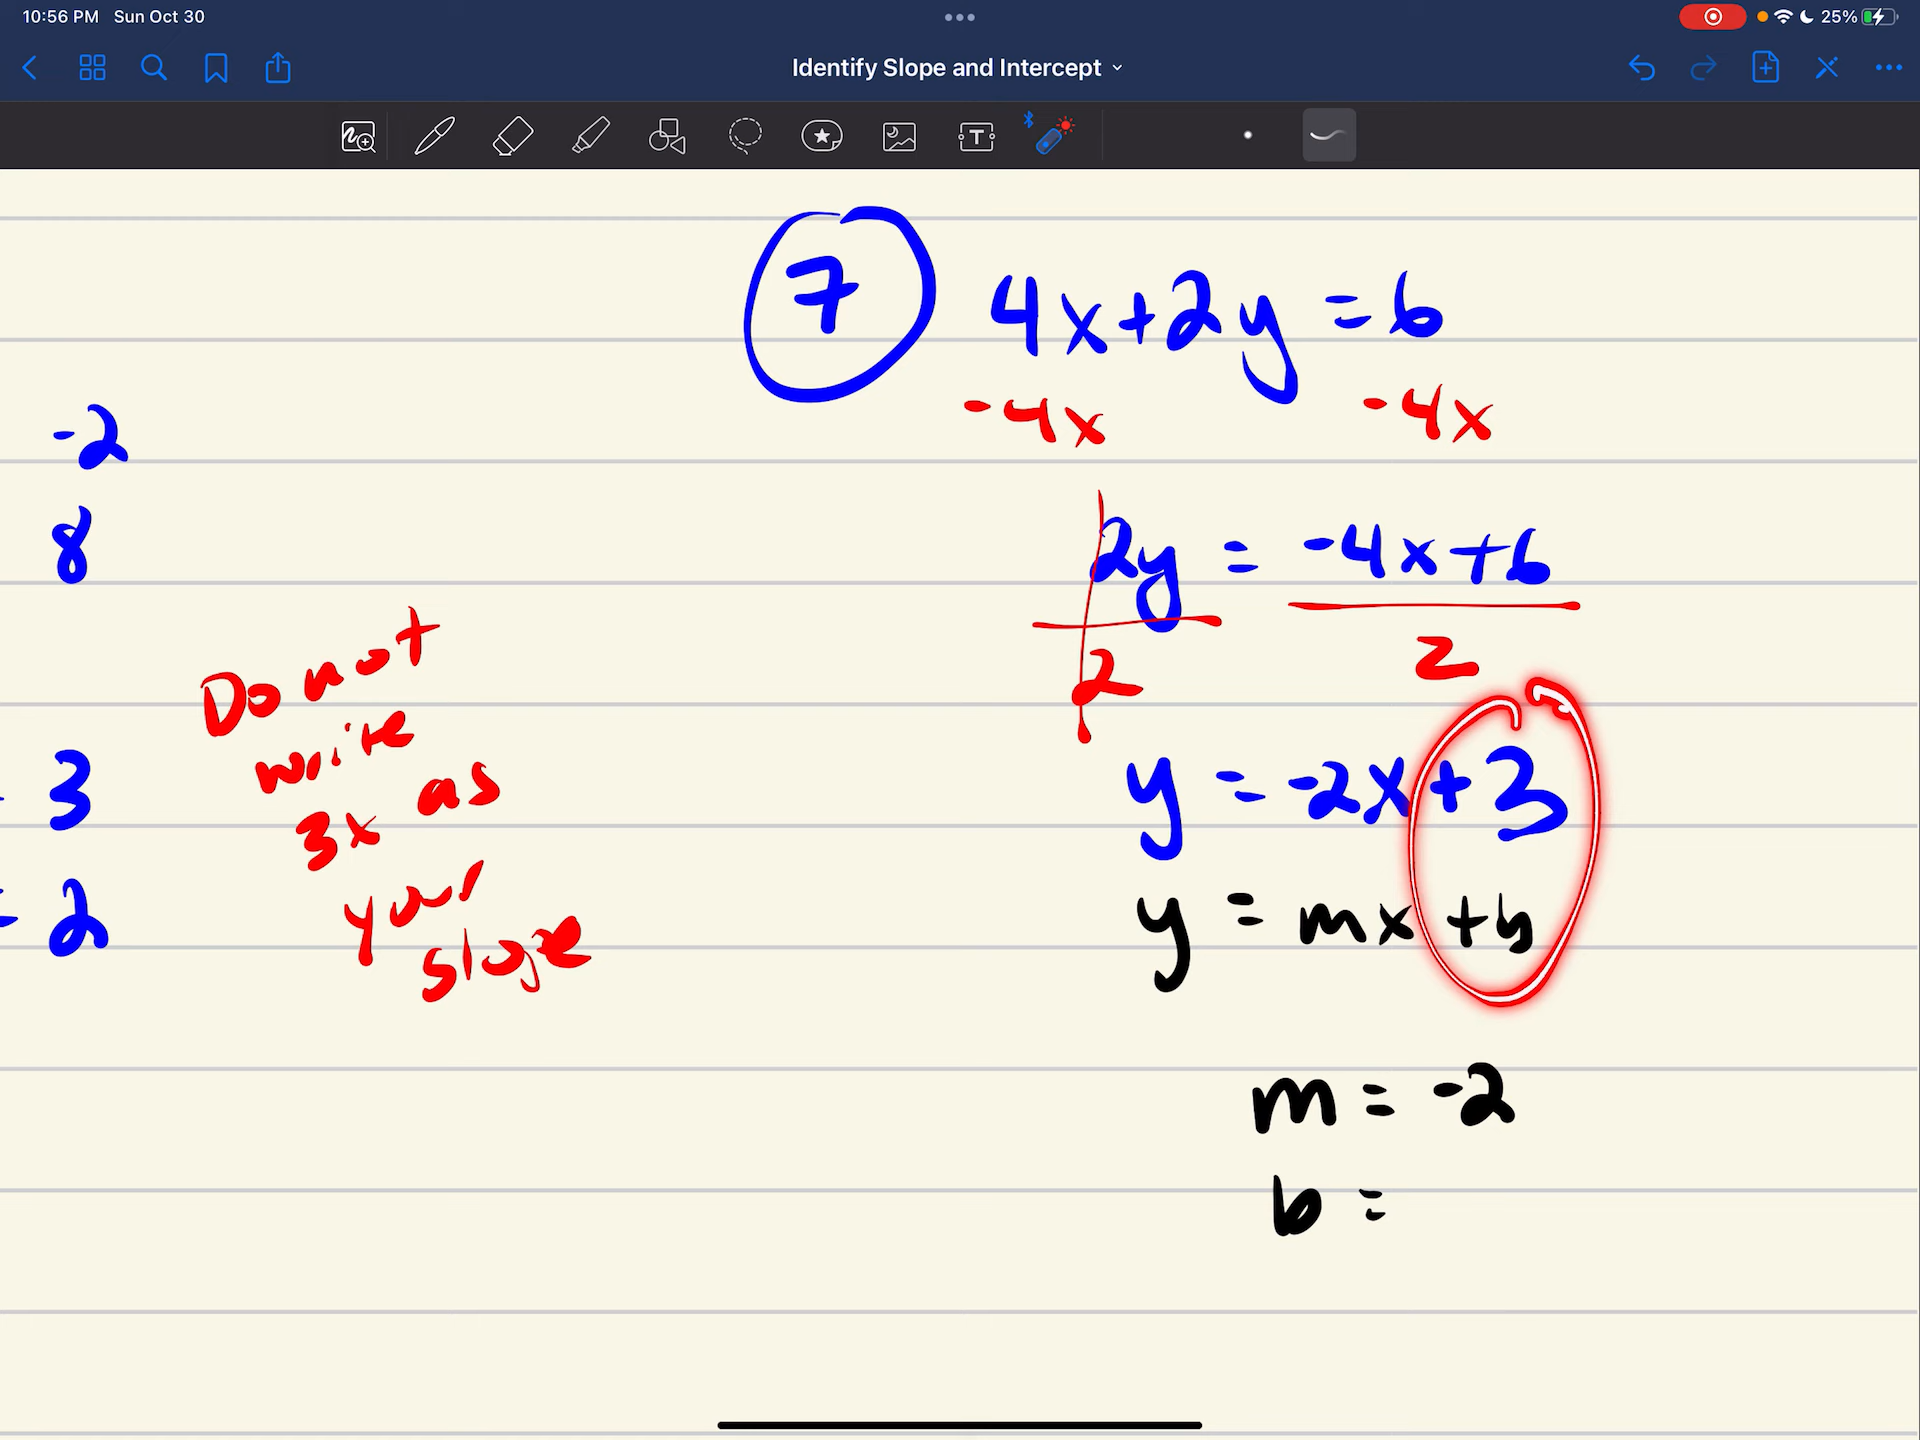 10:56 PM Sun Oct 30
25%
Identify Slope and Intercept
7
4x+2y=6
-4x -4x
2y = -4x+6
2 2
y = -2x+3
y = mx+b
m = -2
b =
-2
8
3
= 2
Do not
write
3x as
your
slope